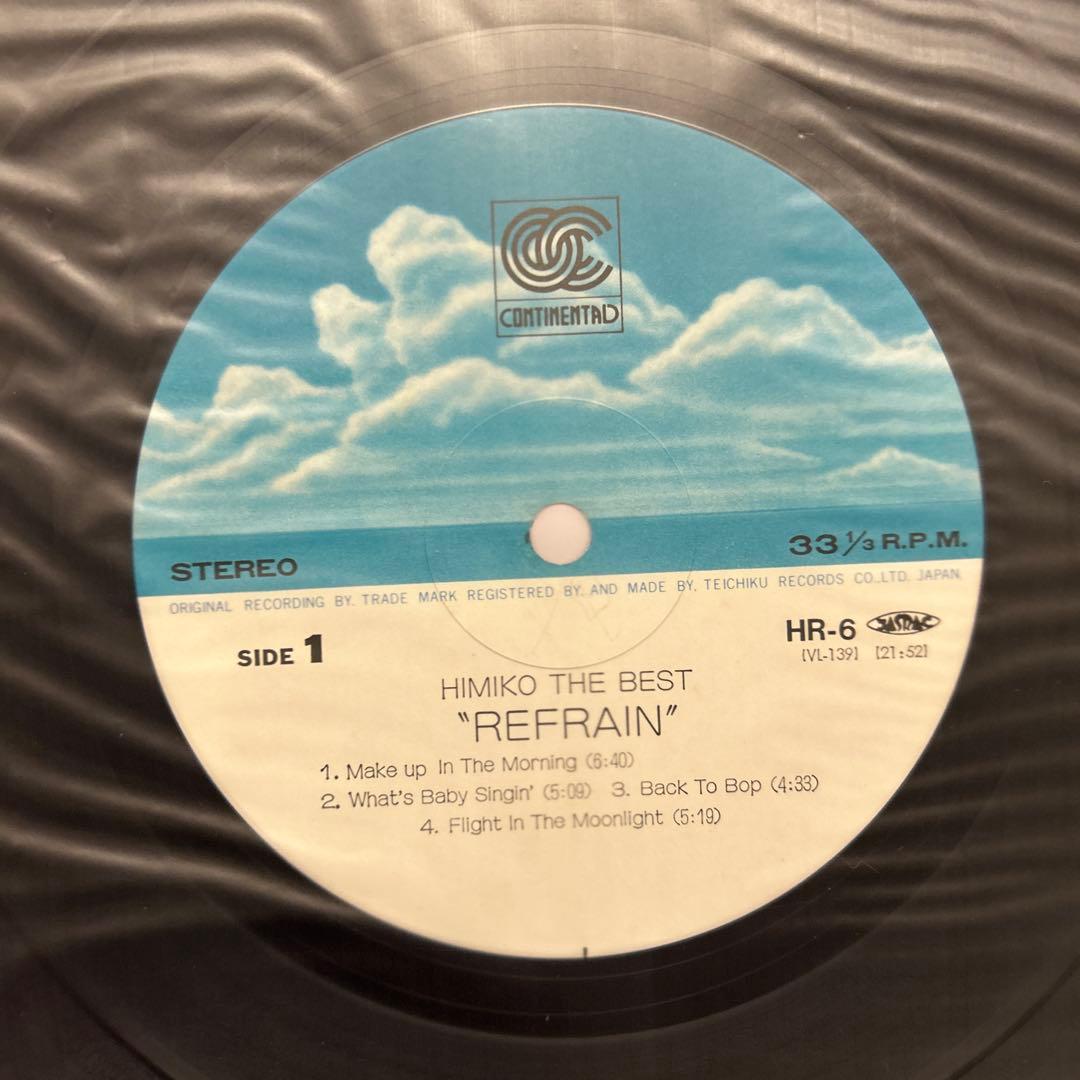 CONTINENTAL
STEREO
33 1/3 R.P.M.
ORIGINAL RECORDING BY. TRADE MARK REGISTERED BY. AND MADE BY. TEICHIKU RECORDS CO.,LTD. JAPAN.
SIDE 1
HR-6 JASRAC
[VL-139] [21:52]
HIMIKO THE BEST
"REFRAIN"
1. Make up In The Morning (6:40)
2. What's Baby Singin' (5:09) 3. Back To Bop (4:33)
4. Flight In The Moonlight (5:19)